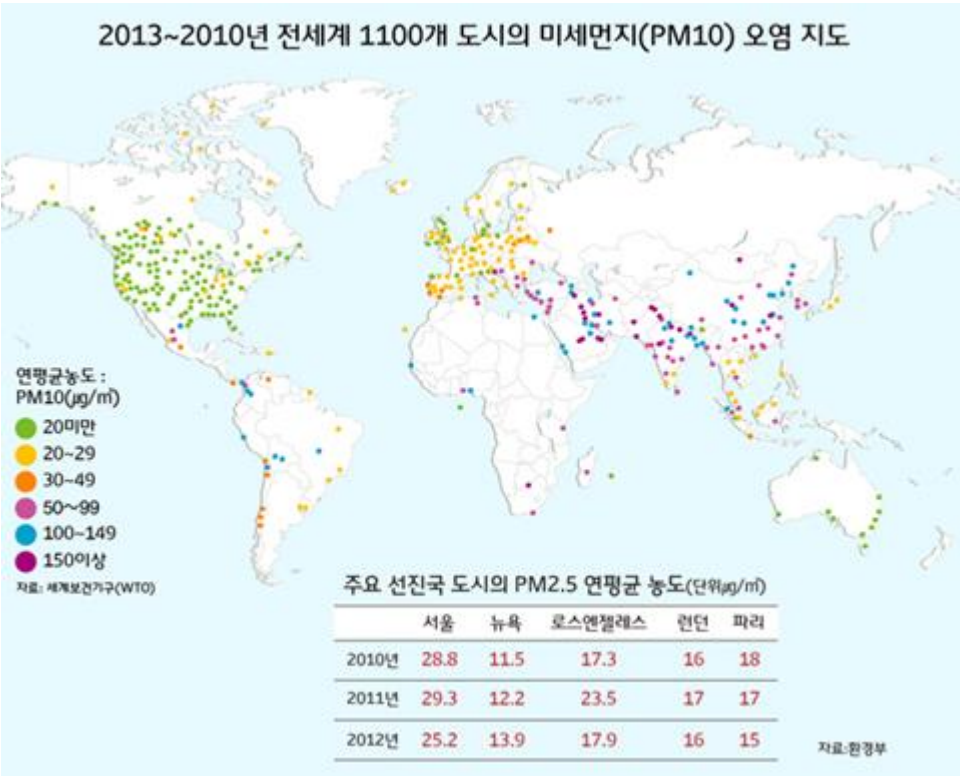 2013~2010년 전세계 1100개 도시의 미세먼지(PM10) 오염 지도
연평균농도 :
PM10(μg/㎥)
20미만
20~29
30~49
50~99
100~149
150이상
자료: 세계보건기구(WTO)
주요 선진국 도시의 PM2.5 연평균 농도(단위μg/㎥)
서울 뉴욕 로스엔젤레스 런던 파리
2010년 28.8 11.5 17.3 16 18
2011년 29.3 12.2 23.5 17 17
2012년 25.2 13.9 17.9 16 15
자료:환경부